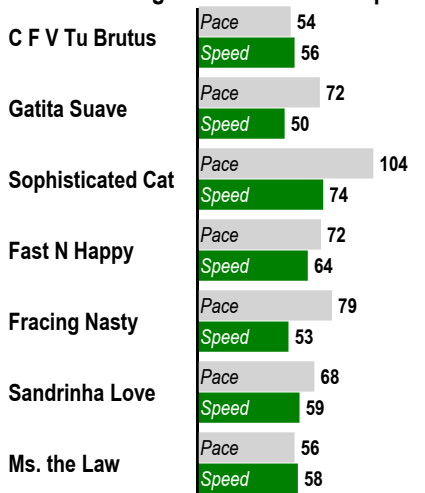 C F V Tu Brutus
Pace 54
Speed 56
Gatita Suave
Pace 72
Speed 50
Sophisticated Cat
Pace 104
Speed 74
Fast N Happy
Pace 72
Speed 64
Fracing Nasty
Pace 79
Speed 53
Sandrinha Love
Pace 68
Speed 59
Ms. the Law
Pace 56
Speed 58